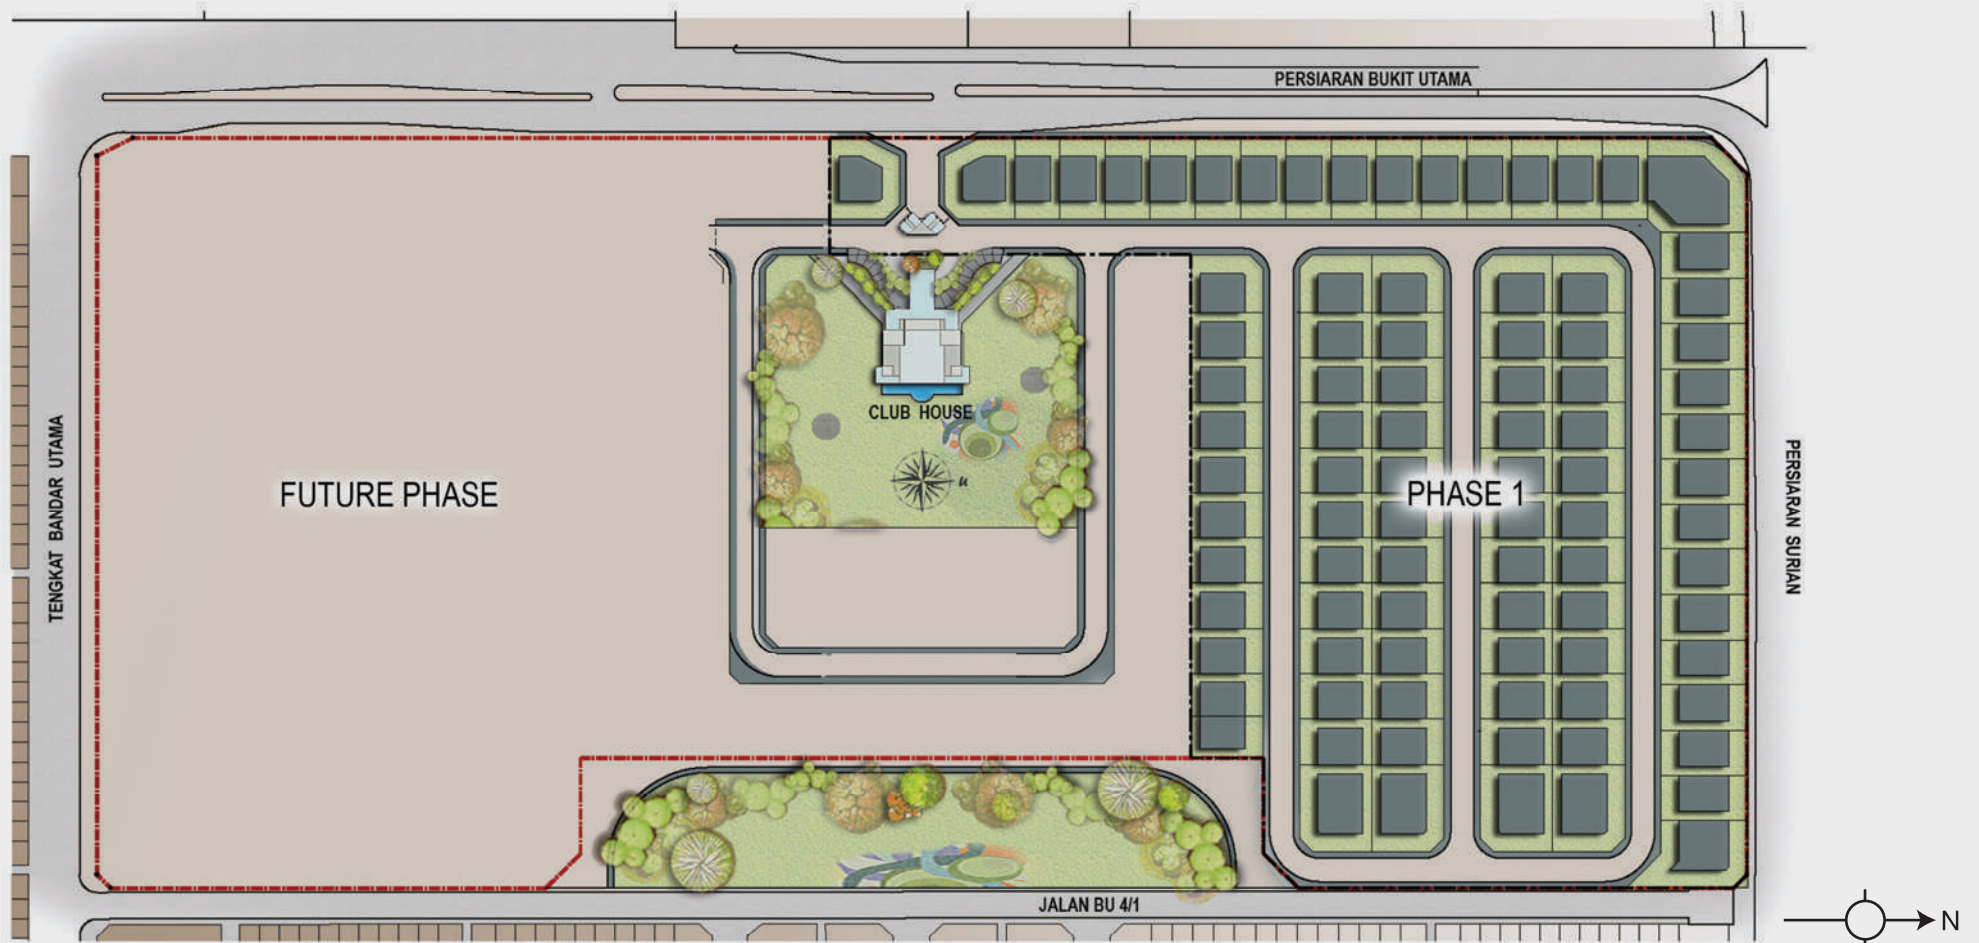 PERSIARAN BUKIT UTAMA
CLUB HOUSE
TENGKAT BANDAR UTAMA
FUTURE PHASE
PHASE 1
PERSIARAN SURIAN
JALAN BU 4/1
N